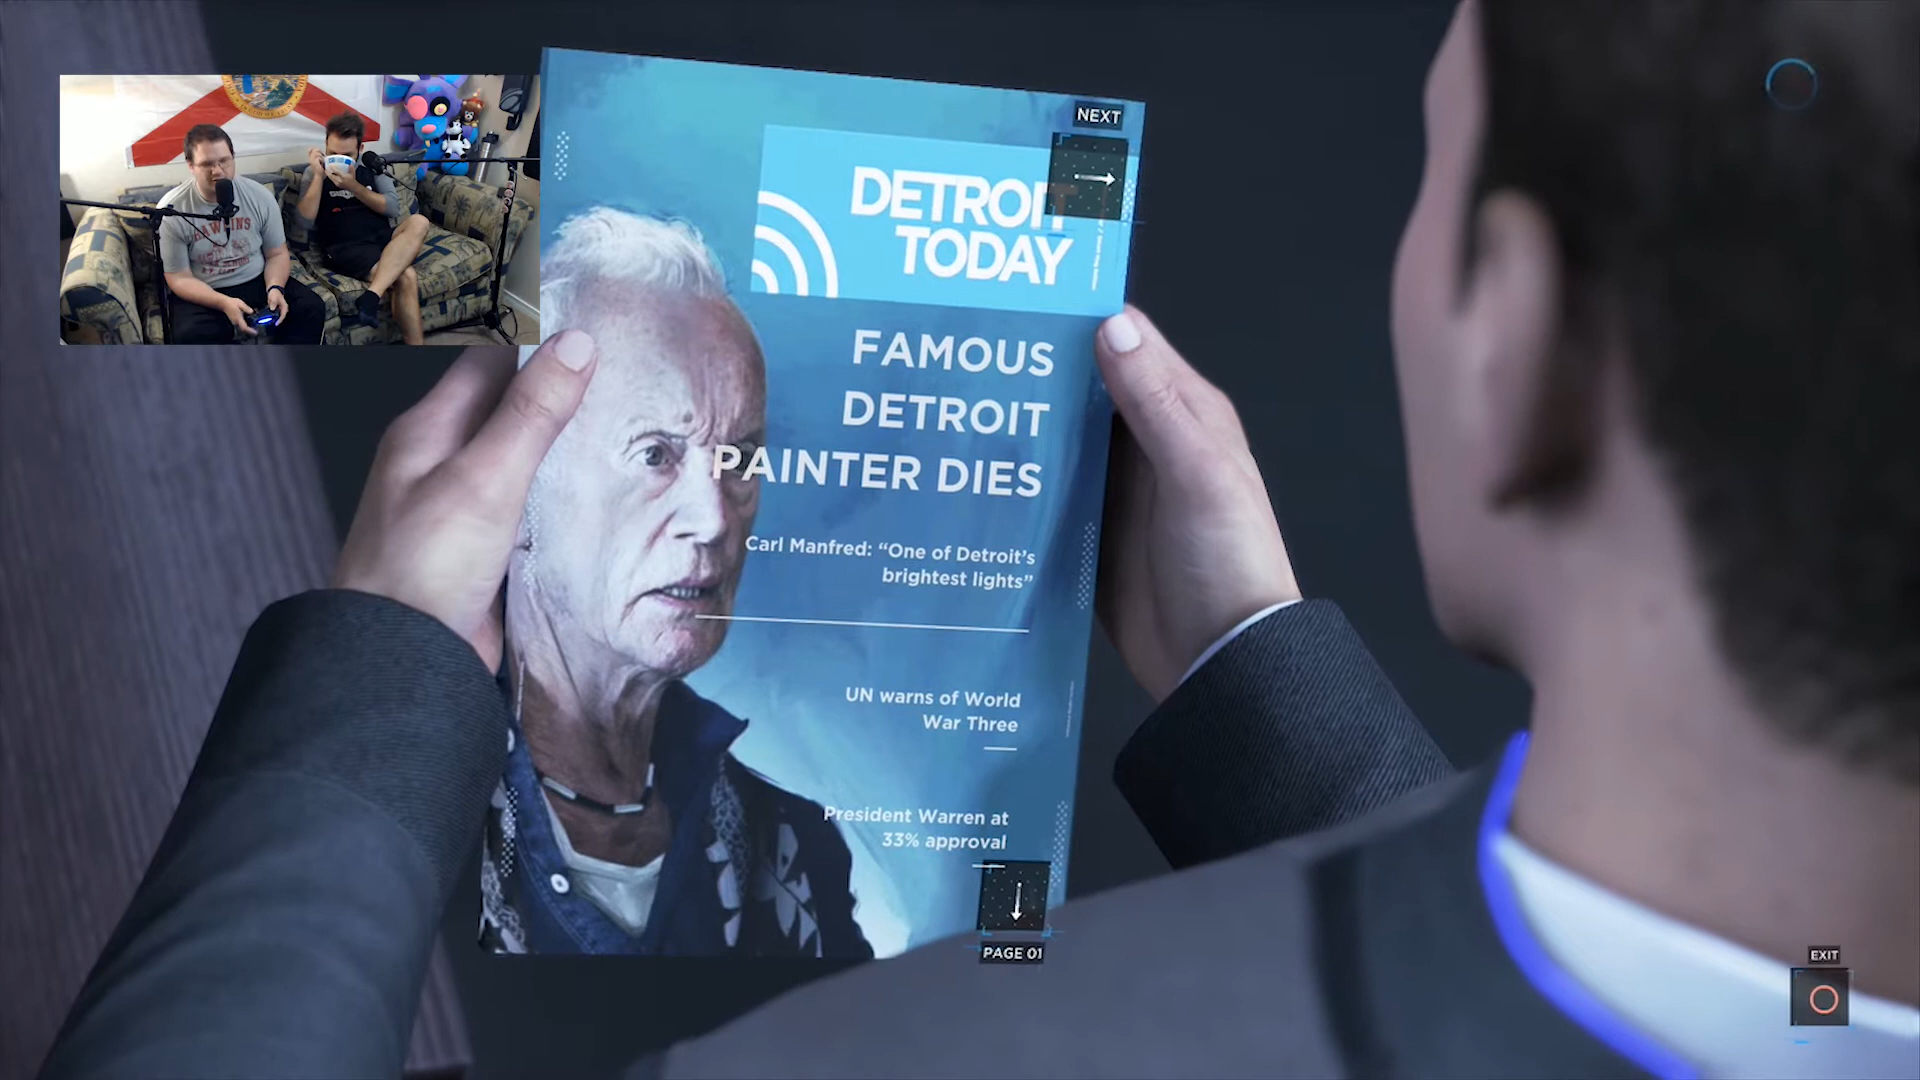 NEXT
DETROIT
TODAY
FAMOUS
DETROIT
PAINTER DIES
Carl Manfred: “One of Detroit’s
brightest lights”
UN warns of World
War Three
President Warren at
33% approval
PAGE 01
EXIT